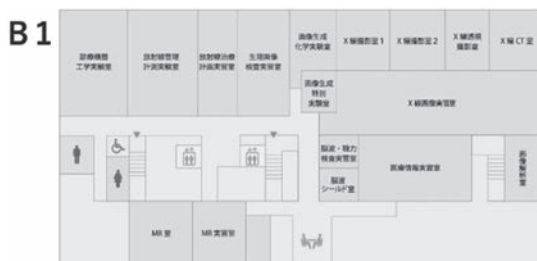 B1
診療機器
工学実験室
放射線管理
計測実験室
放射線治療
計画実習室
生理画像
検査実習室
画像生成
化学実験室
X線撮影室1
X線撮影室2
X線透視
撮影室
X線CT室
画像生成
特別
実験室
X線画像実習室
脳波・聴力
検査実習室
脳波
シールド室
医療情報実習室
画像解析室
MR室
MR実習室